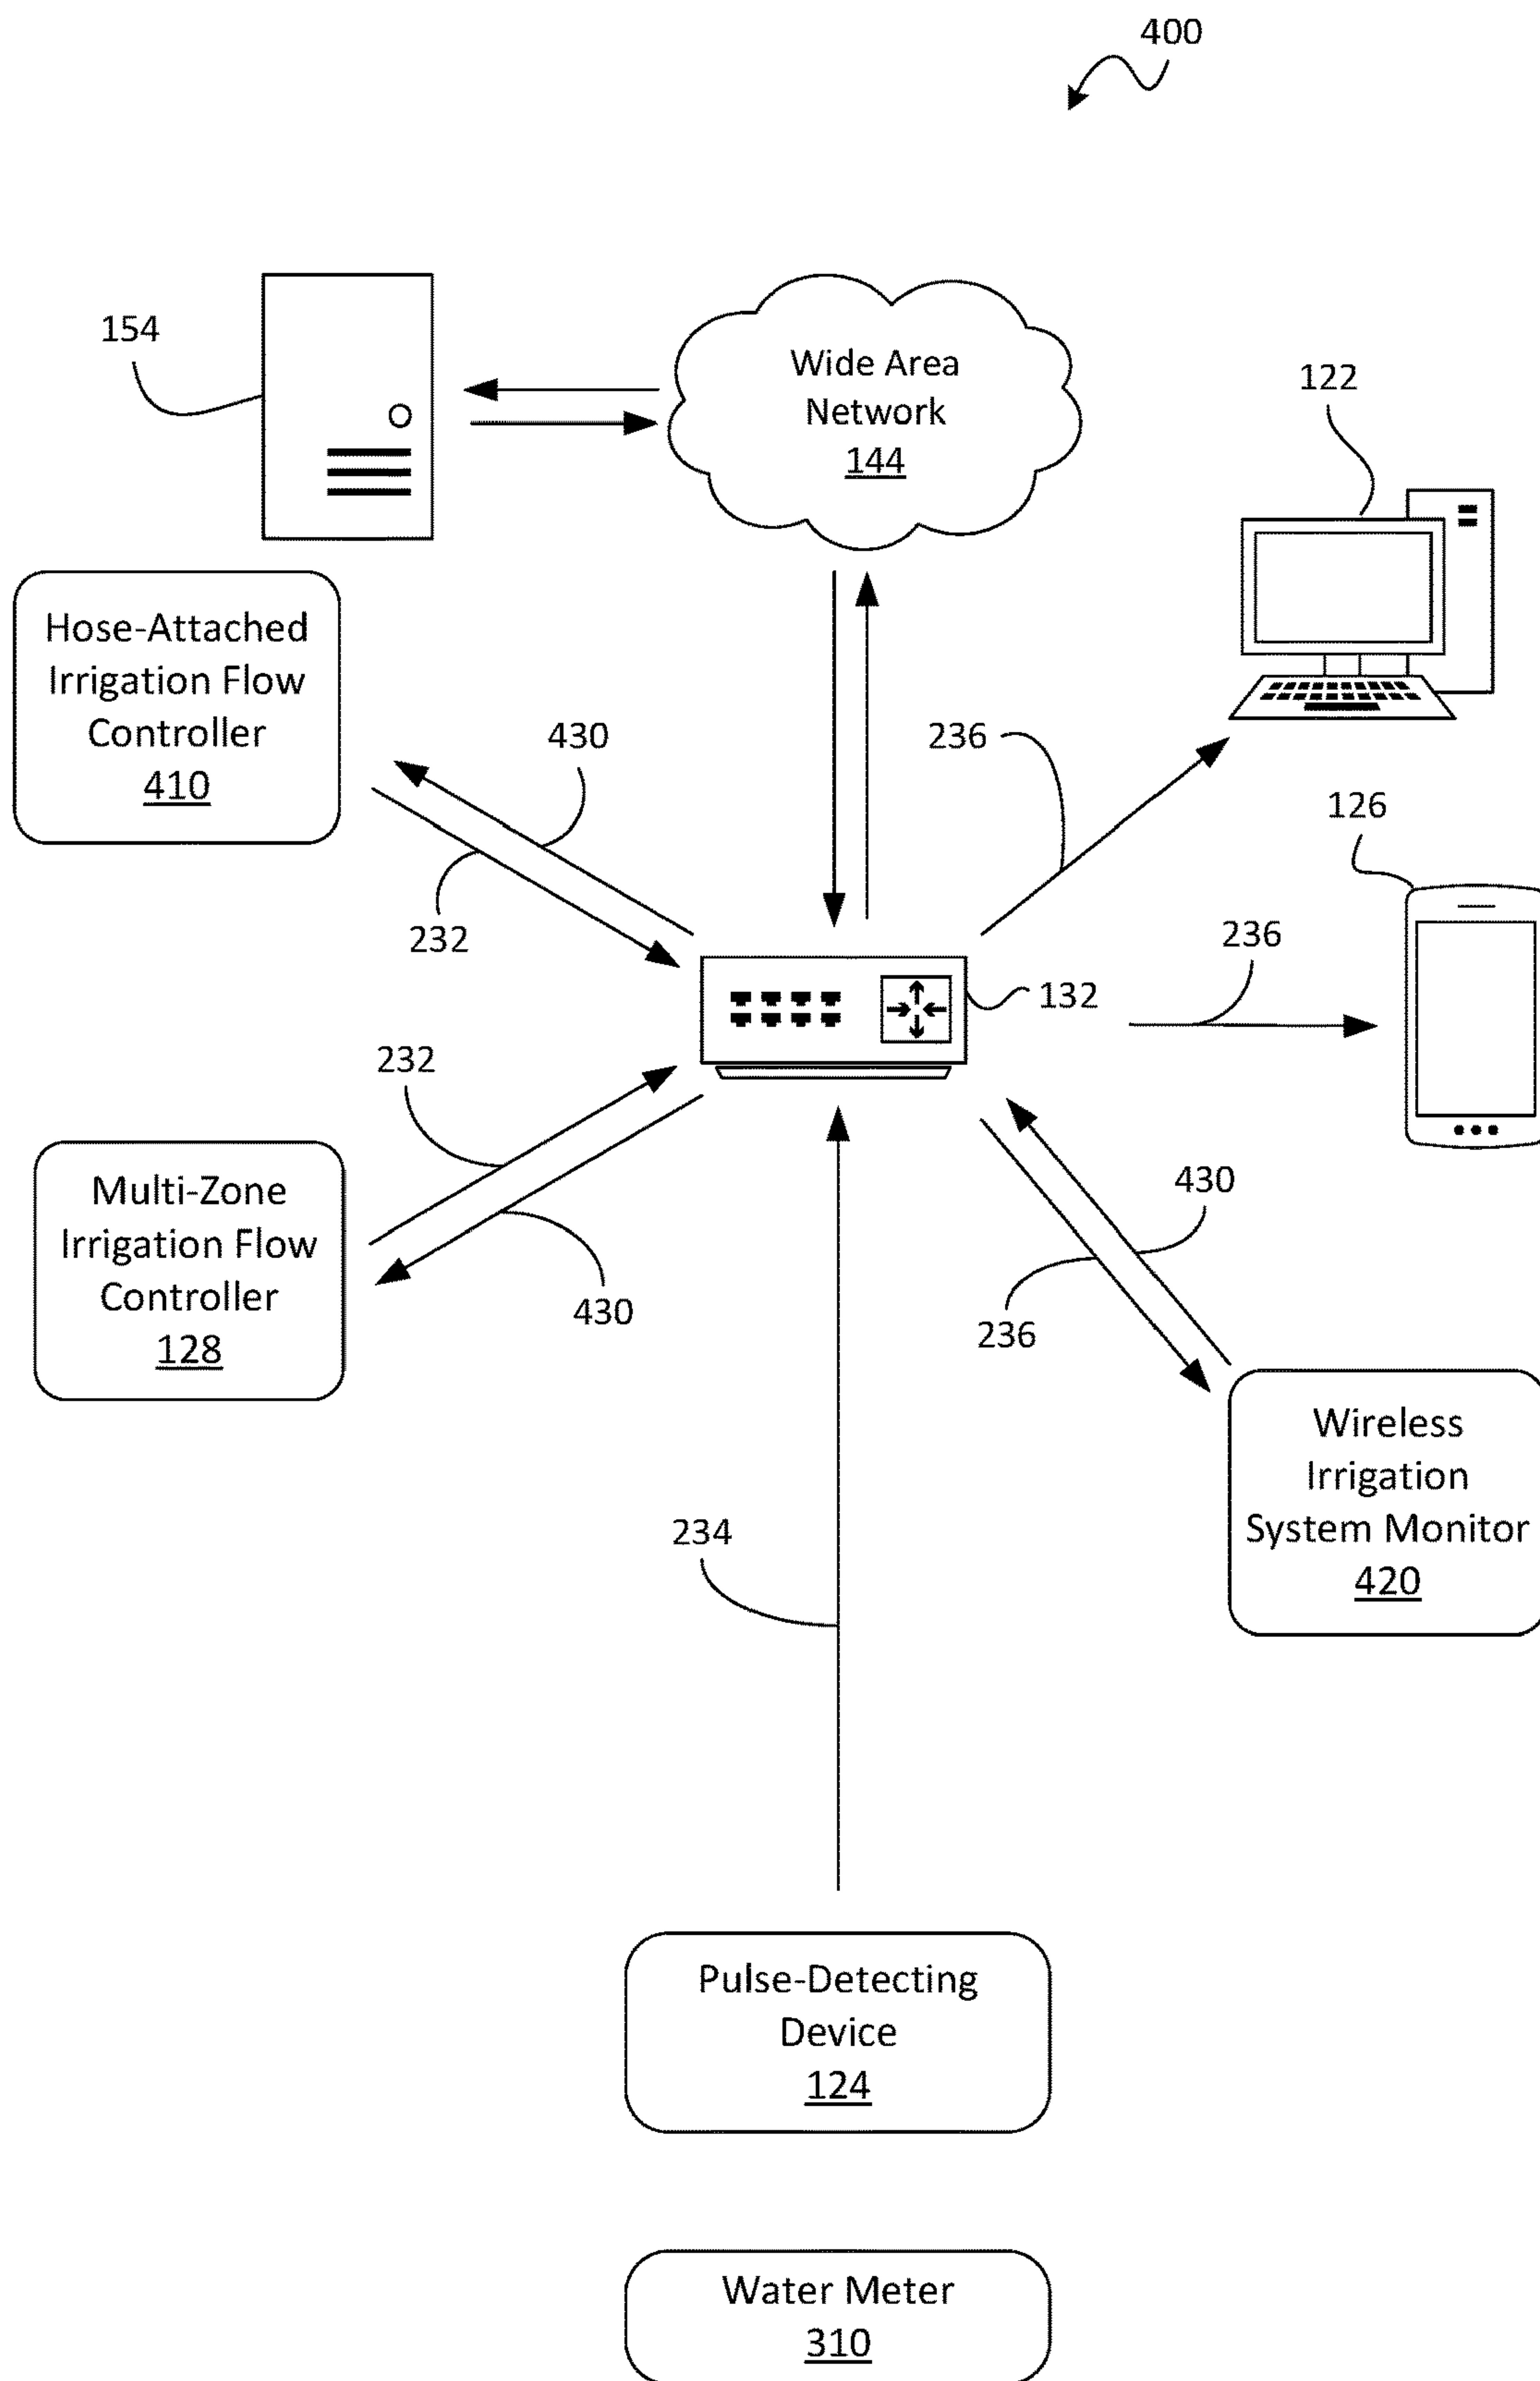 400
154
Wide Area
Network
144
122
Hose-Attached
Irrigation Flow
Controller
410
430
232
236
126
236
132
232
Multi-Zone
Irrigation Flow
Controller
128
430
430
236
Wireless
Irrigation
System Monitor
420
234
Pulse-Detecting
Device
124
Water Meter
310